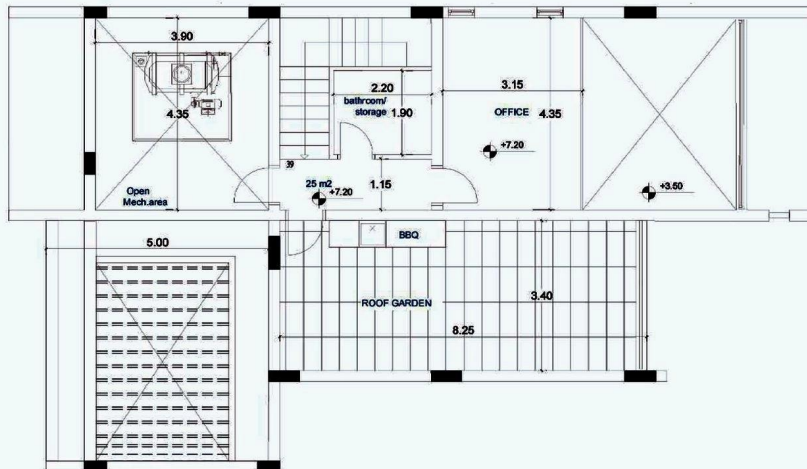 3.90
2.20
bathroom/
storage
1.90
3.15
4.35
OFFICE
4.35
+7.20
39
Open
Mech.area
25 m2
+7.20
1.15
+3.50
5.00
BBQ
ROOF GARDEN
3.40
8.25